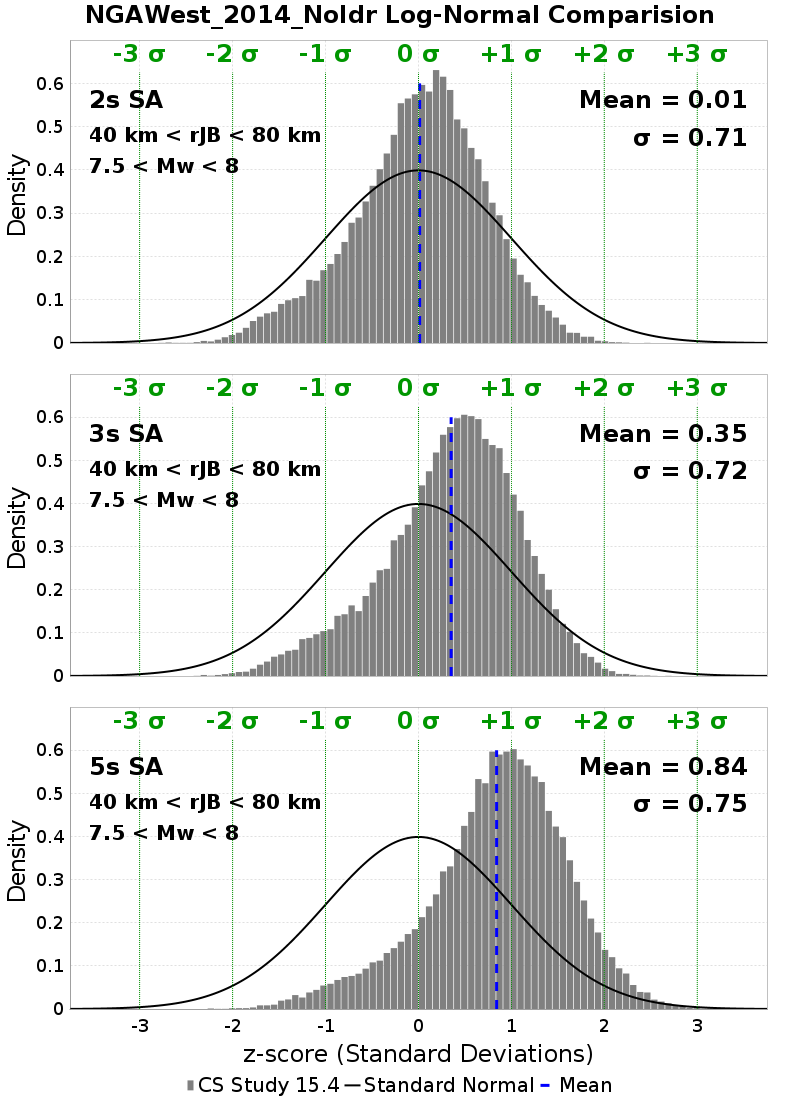 NGAWest_2014_NoIdr Log-Normal Comparision
-3 σ -2 σ -1 σ 0 σ +1 σ +2 σ +3 σ
2s SA Mean = 0.01
40 km < rJB < 80 km σ = 0.71
7.5 < Mw < 8
Density
0.6
0.5
0.4
0.3
0.2
0.1
0
-3 σ -2 σ -1 σ 0 σ +1 σ +2 σ +3 σ
3s SA Mean = 0.35
40 km < rJB < 80 km σ = 0.72
7.5 < Mw < 8
Density
0.6
0.5
0.4
0.3
0.2
0.1
0
-3 σ -2 σ -1 σ 0 σ +1 σ +2 σ +3 σ
5s SA Mean = 0.84
40 km < rJB < 80 km σ = 0.75
7.5 < Mw < 8
Density
0.6
0.5
0.4
0.3
0.2
0.1
0
-3 -2 -1 0 1 2 3
z-score (Standard Deviations)
CS Study 15.4 Standard Normal Mean